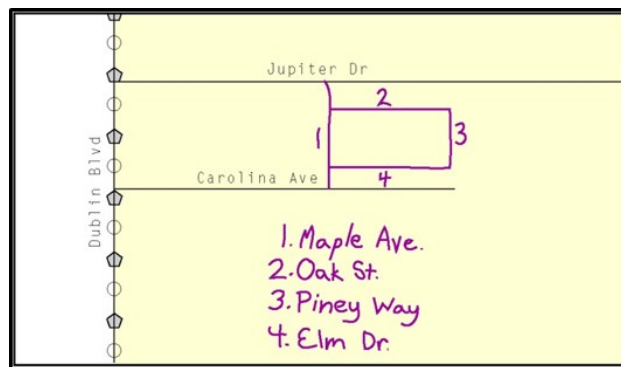 Jupiter Dr
2
1
3
Dublin Blvd
Carolina Ave
4
1. Maple Ave.
2. Oak St.
3. Piney Way
4. Elm Dr.